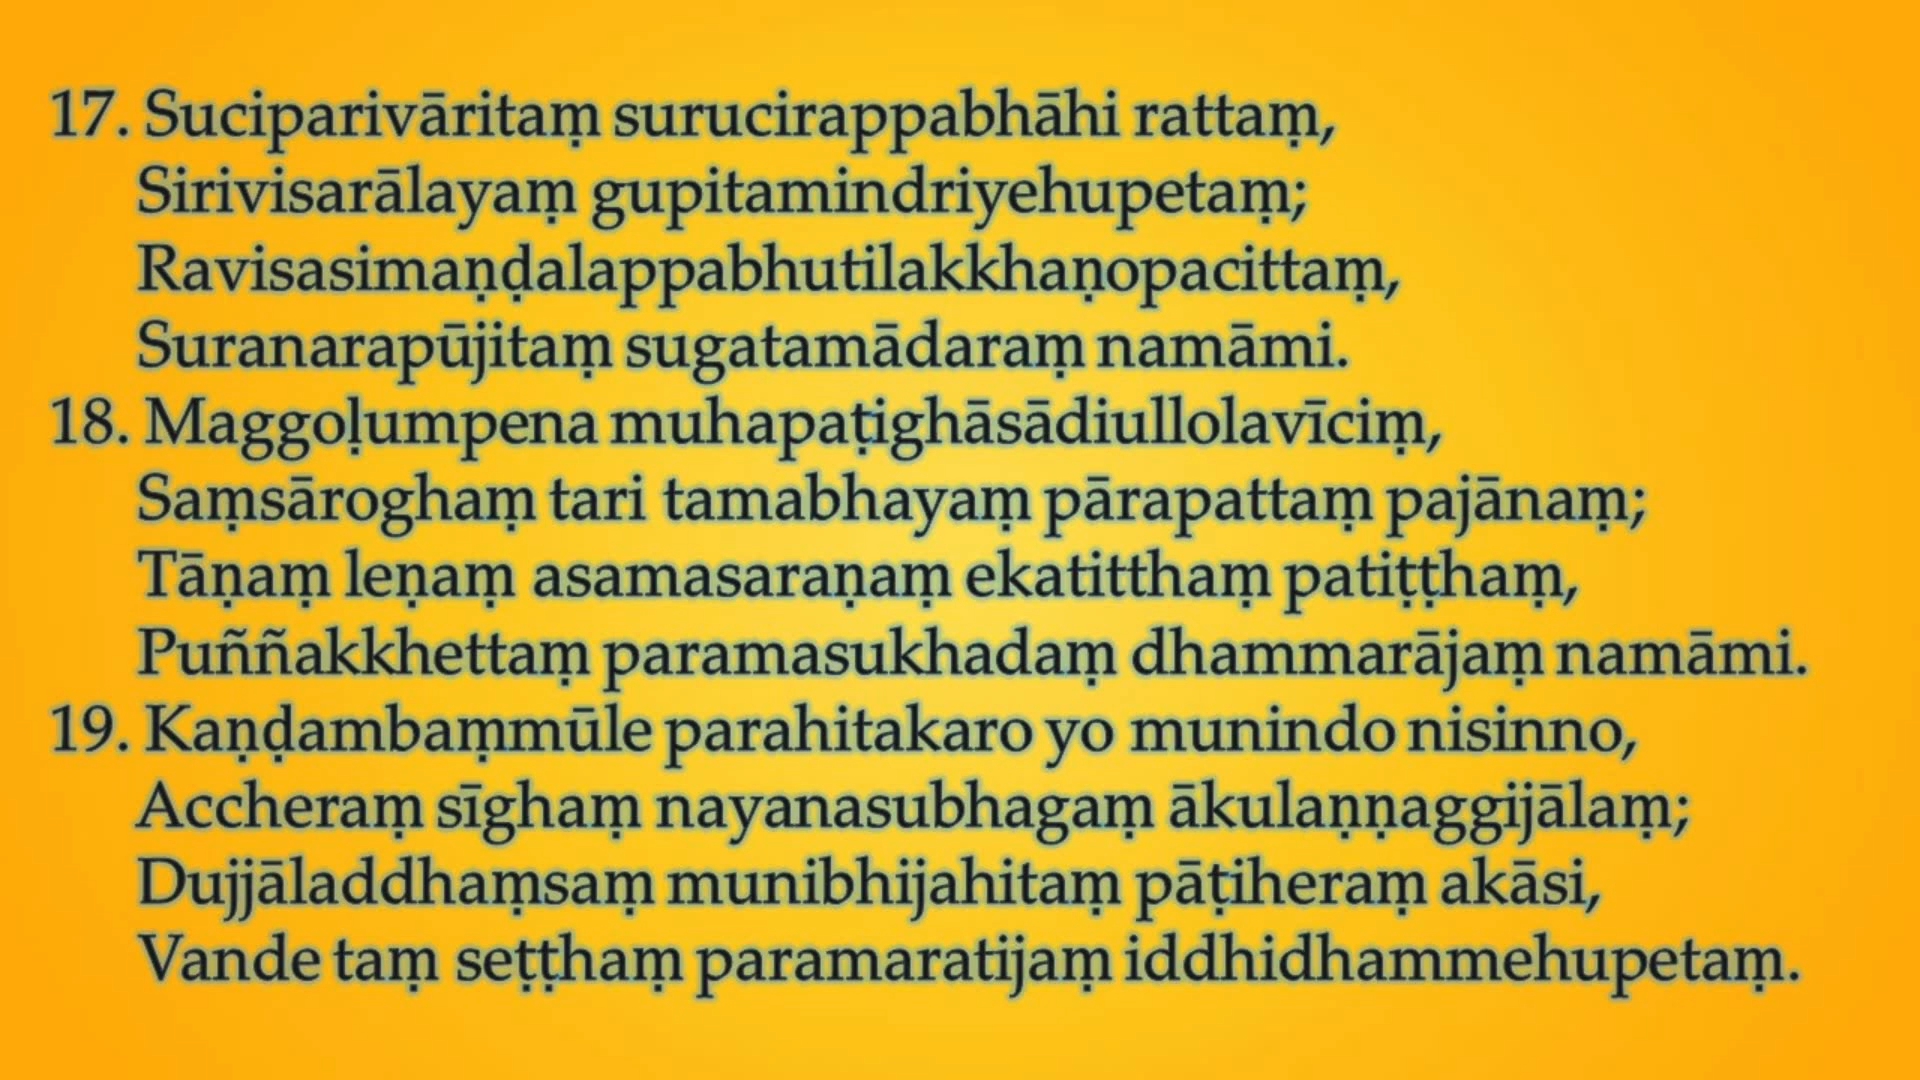 17. Suciparivāritaṃ surucirappabhāhi rattaṃ,
Sirivisarālayaṃ gupitamindriyehupetaṃ;
Ravisasimaṇḍalappabhutilakkhaṇopacittaṃ,
Suranarapūjitaṃ sugatamādaraṃ namāmi.
18. Maggoḷumpena muhapaṭighāsādiullolavīciṃ,
Saṃsāroghaṃ tari tamabhayaṃ pārapattaṃ pajānaṃ;
Tāṇaṃ leṇaṃ asamasaraṇaṃ ekatitthaṃ patiṭṭhaṃ,
Puññakkhettaṃ paramasukhadaṃ dhammarājaṃ namāmi.
19. Kaṇḍambaṃmūle parahitakaro yo munindo nisinno,
Accheraṃ sīghaṃ nayanasubhagaṃ ākulaṇṇaggijālaṃ;
Dujjāladdhaṃsaṃ munibhijahitaṃ pāṭiheraṃ akāsi,
Vande taṃ seṭṭhaṃ paramaratijaṃ iddhidhammehupetaṃ.